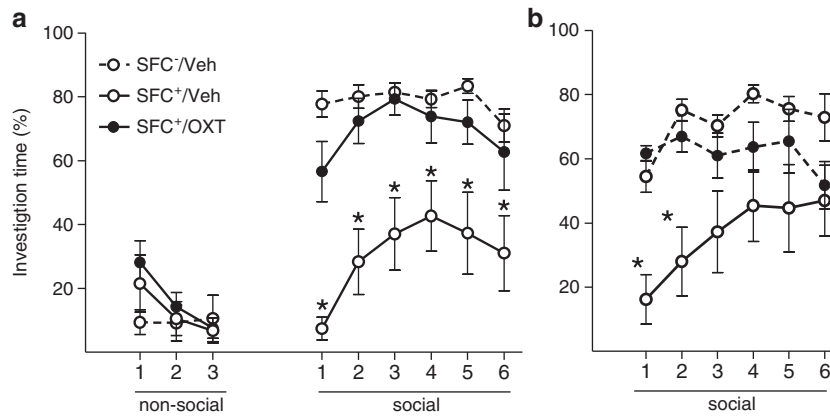 a
b
Investigtion time (%)
100
80
60
40
20
SFC⁻/Veh
SFC⁺/Veh
SFC⁺/OXT
* * * * * *
1 2 3
non-social
1 2 3 4 5 6
social
100
80
60
40
20
* *
1 2 3 4 5 6
social